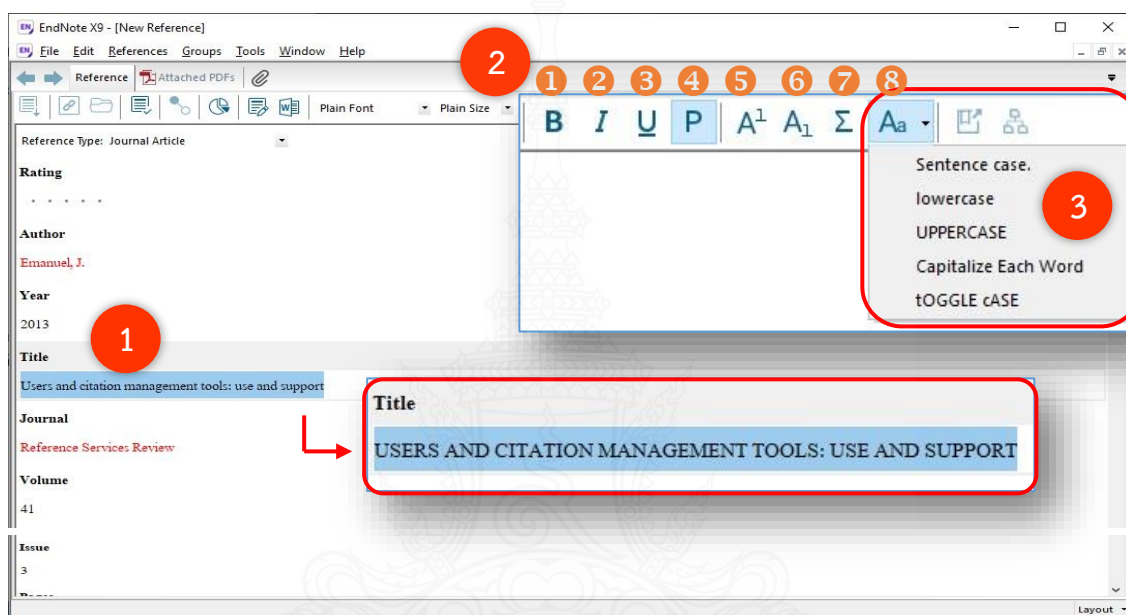 EndNote X9 - [New Reference]
File Edit References Groups Tools Window Help
Reference Attached PDFs
Plain Font Plain Size
2
1 2 3 4 5 6 7 8
B I U P A1 A1 Σ Aa
Sentence case.
lowercase
UPPERCASE
Capitalize Each Word
tOGGLE cASE
3
Reference Type: Journal Article
Rating
Author
Emanuel, J.
Year
2013
1
Title
Users and citation management tools: use and support
Title
USERS AND CITATION MANAGEMENT TOOLS: USE AND SUPPORT
Journal
Reference Services Review
Volume
41
Issue
3
Layout